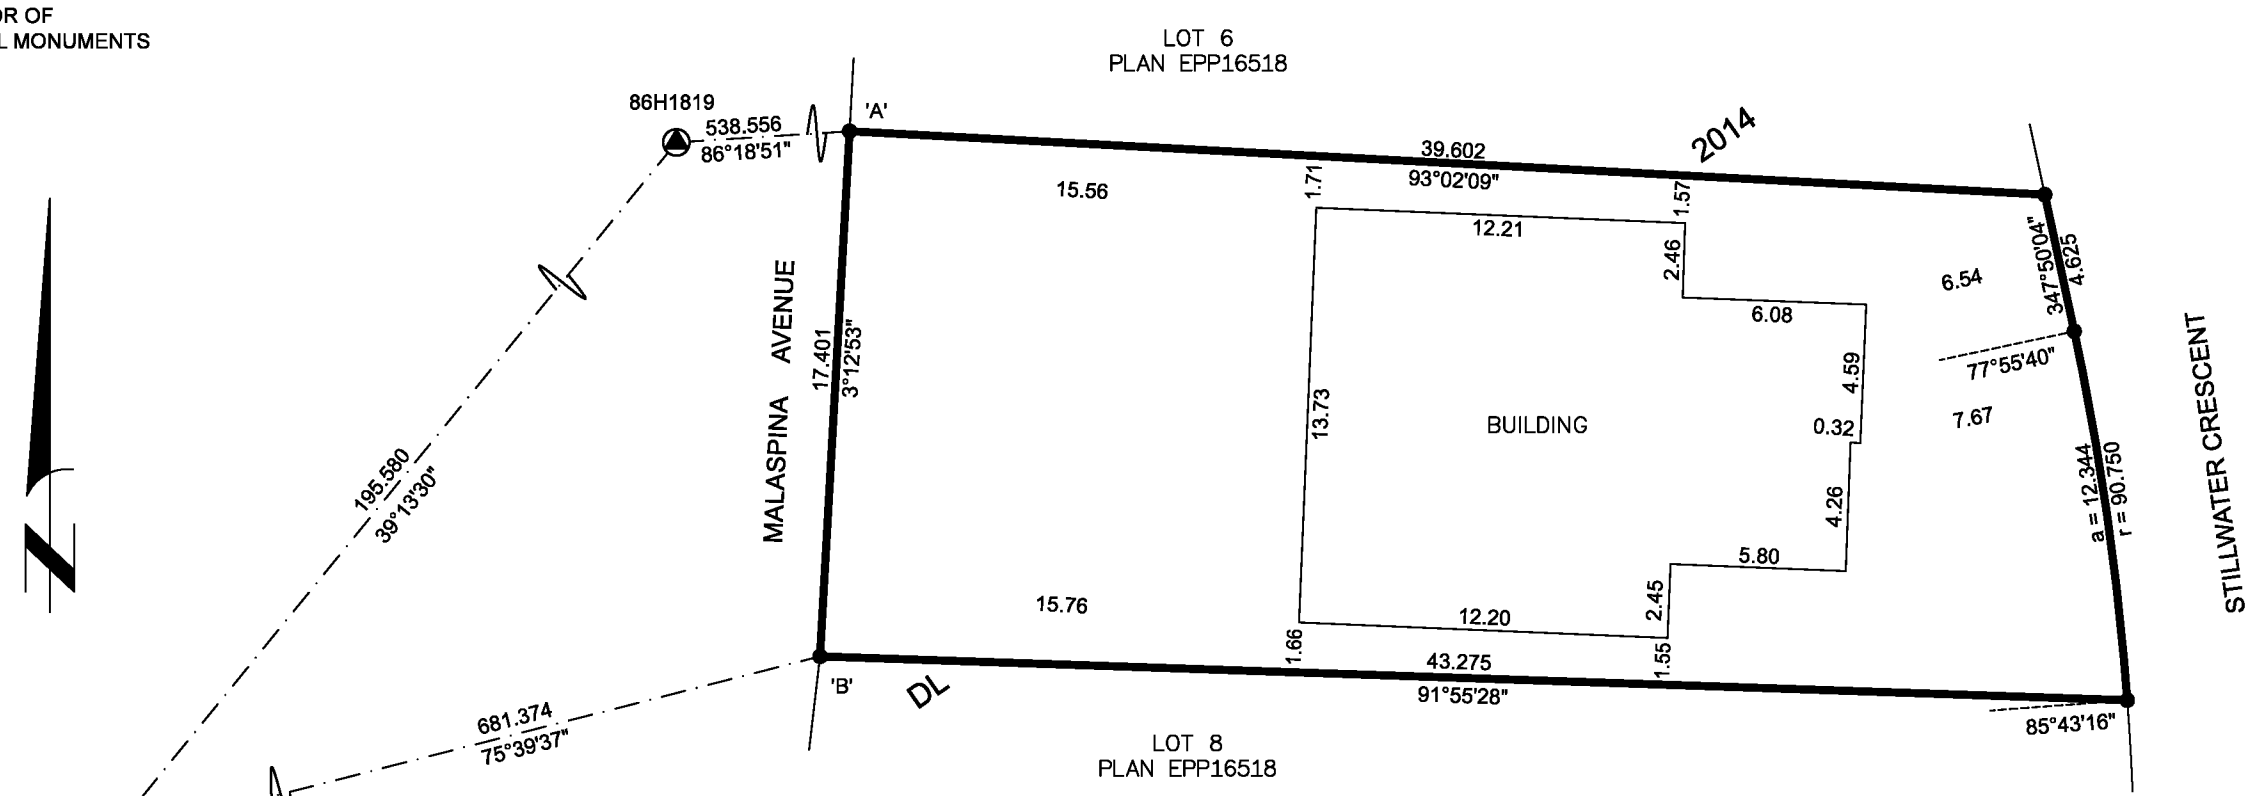 OR OF
L MONUMENTS
LOT 6
PLAN EPP16518
86H1819
538.556
86°18'51"
'A'
39.602
93°02'09"
2014
15.56
1.71
1.57
12.21
2.46
6.08
6.54
347°50'04"
4.625
77°55'40"
7.67
4.59
0.32
4.26
13.73
BUILDING
MALASPINA AVENUE
17.401
3°12'53"
195.580
39°13'30"
a = 12.344
r = 90.750
STILLWATER CRESCENT
5.80
2.45
12.20
15.76
1.66
1.55
43.275
91°55'28"
'B'
DL
681.374
75°39'37"
85°43'16"
LOT 8
PLAN EPP16518
N